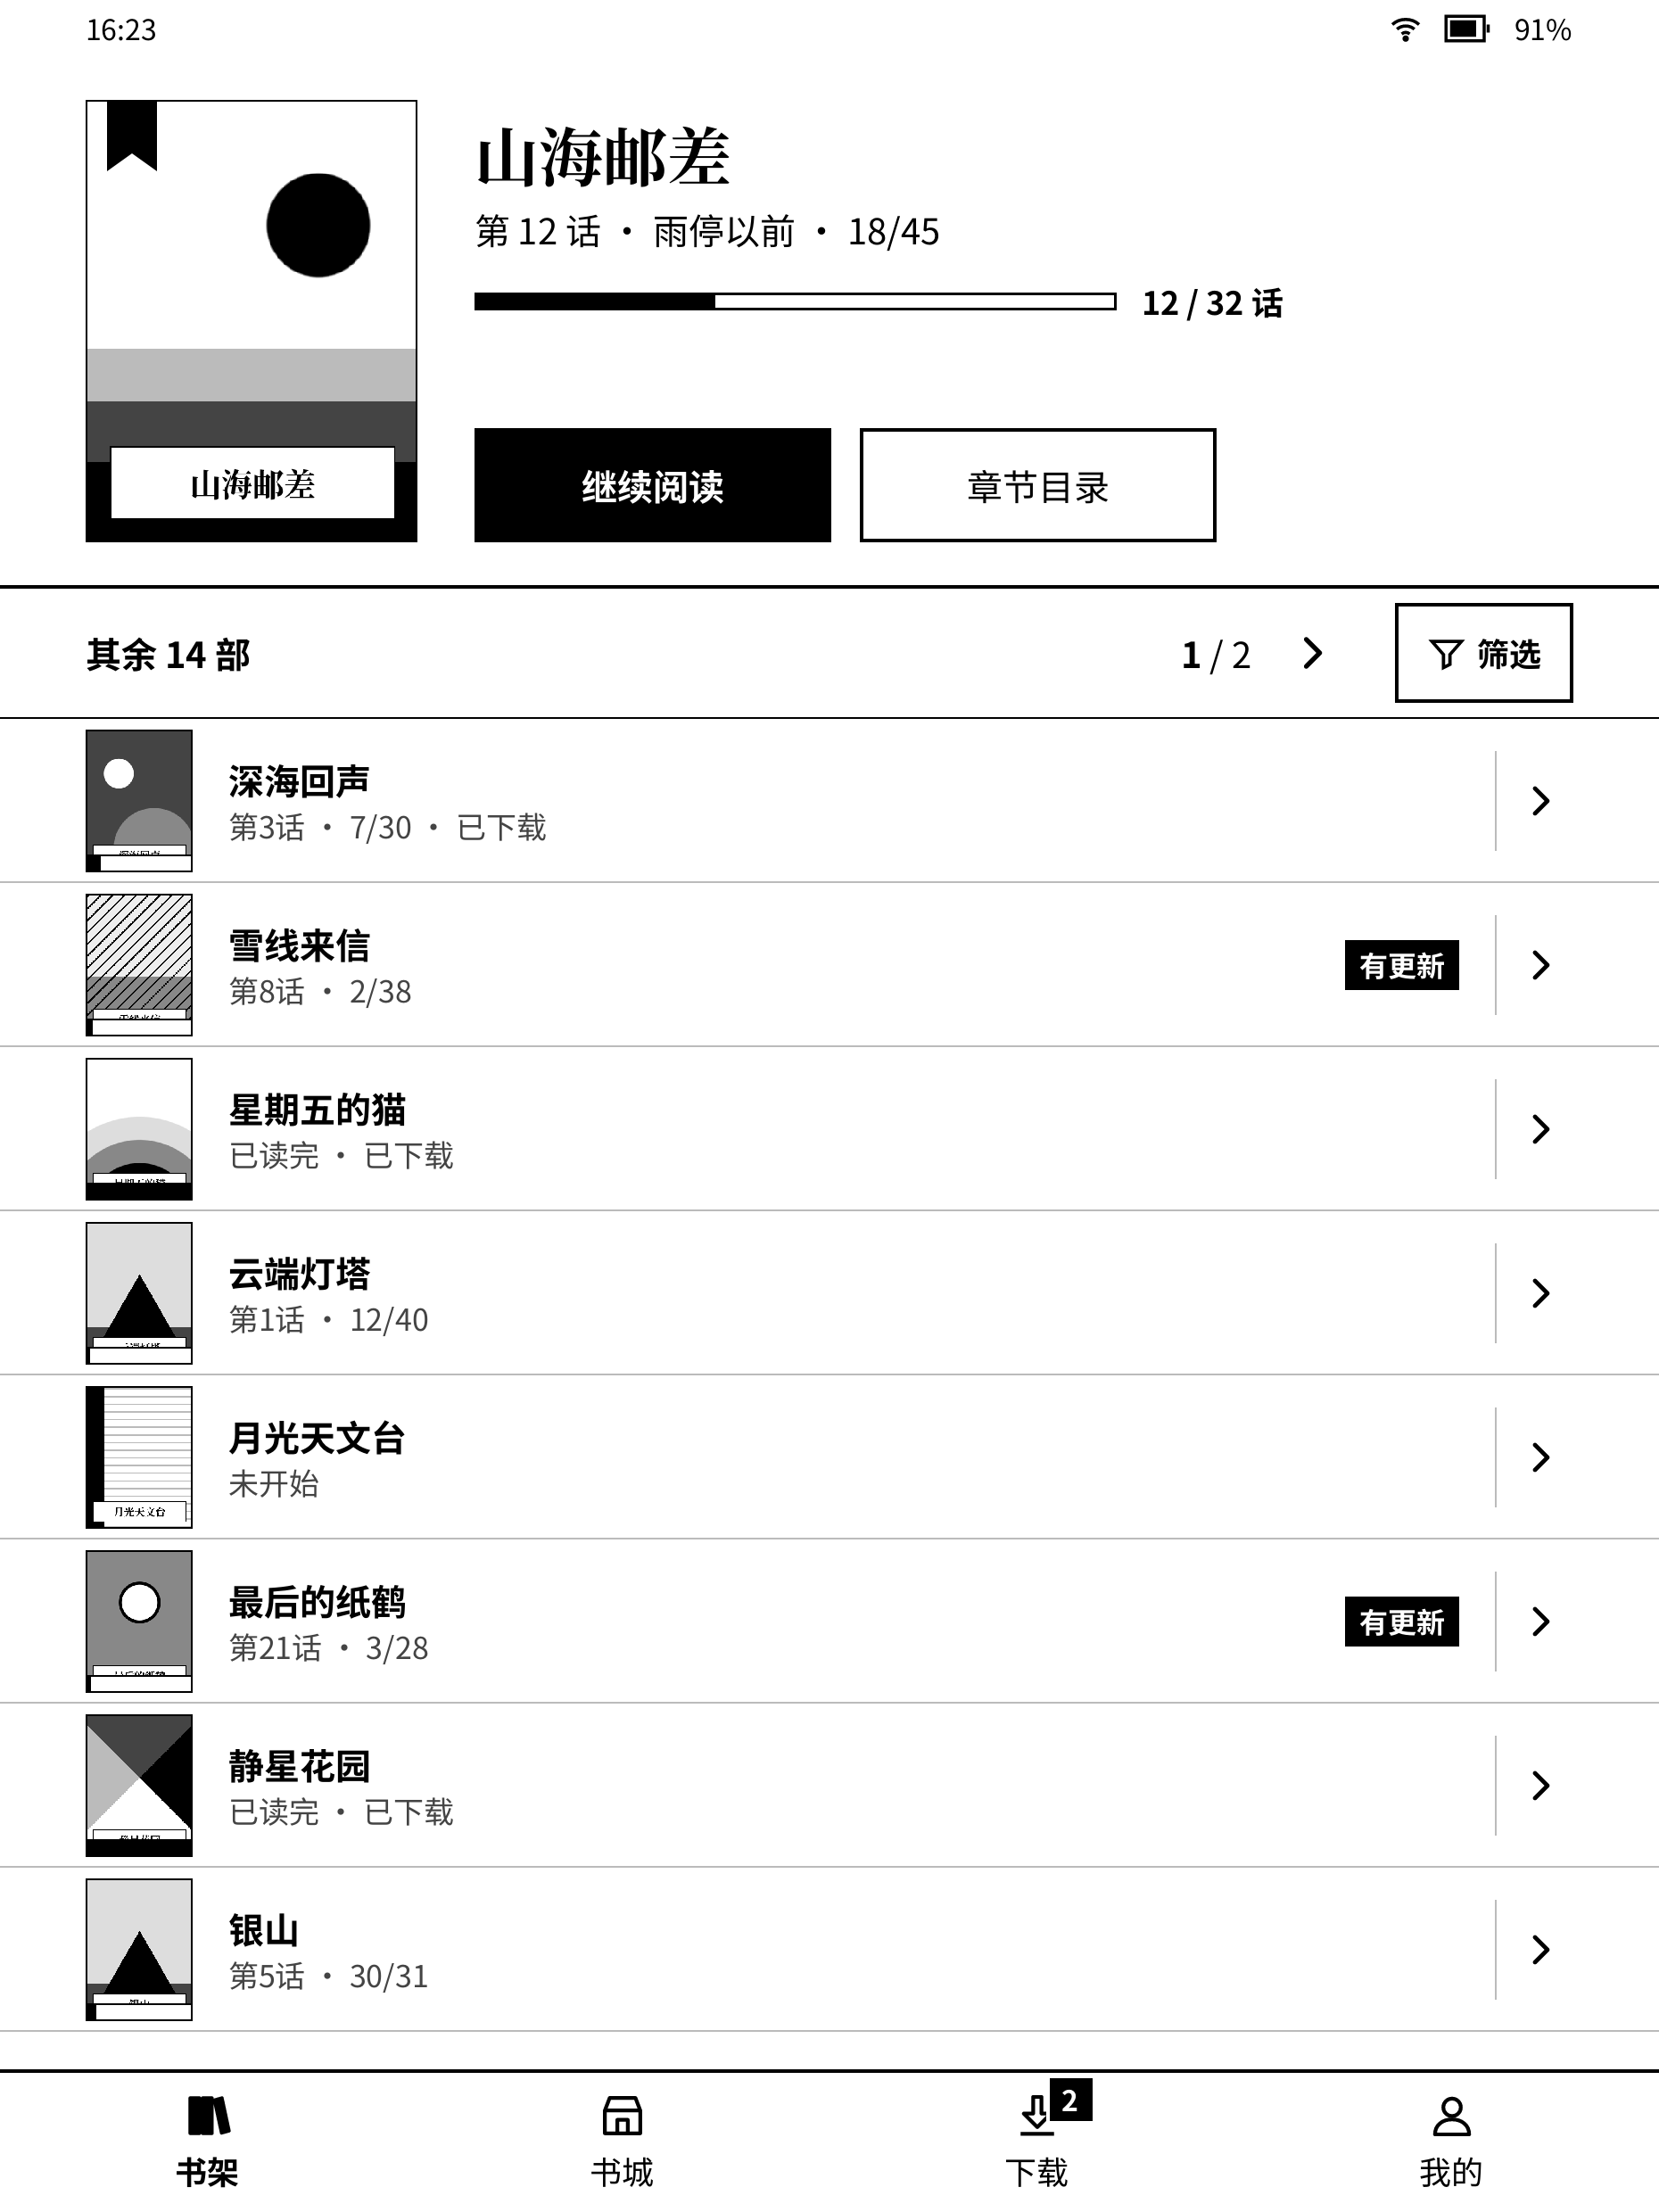 16:23
91%
山海邮差
山海邮差
第 12 话 · 雨停以前 · 18/45
12 / 32 话
继续阅读
章节目录
其余 14 部
1 / 2
筛选
深海回声
第3话 · 7/30 · 已下载
雪线来信
第8话 · 2/38
有更新
星期五的猫
已读完 · 已下载
云端灯塔
第1话 · 12/40
月光天文台
月光天文台
未开始
最后的纸鹤
第21话 · 3/28
有更新
静星花园
已读完 · 已下载
银山
第5话 · 30/31
书架
书城
2
下载
我的